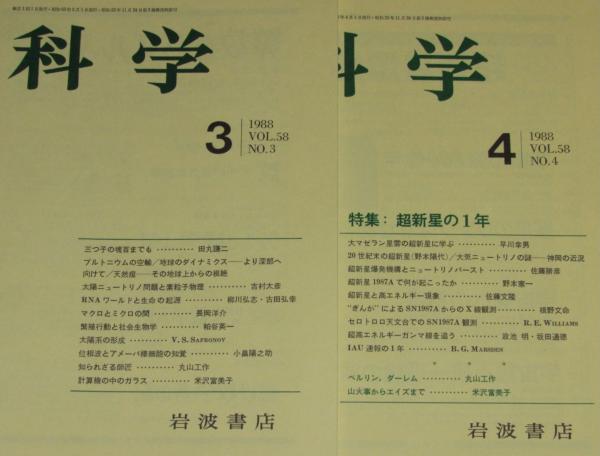 科学
3
1988
VOL.58
NO.3
三つ子の魂百までも ・・・・・・・・・・ 田丸謙二
プルトニウムの空輸／地球のダイナミクス——より深部へ
向けて／天然痘——その地球上からの根絶
太陽ニュートリノ問題と素粒子物理 ・・・・・・・・・・ 吉村太彦
RNAワールドと生命の起源 ・・・・・・・・・・ 柳川弘志・古田弘幸
マクロとミクロの間 ・・・・・・・・・・ 長岡洋介
繁殖行動と社会生物学 ・・・・・・・・・・ 粕谷英一
太陽系の形成 ・・・・・・・・・・ V. S. SAFRONOV
位相波とアメーバ様細胞の知覚 ・・・・・・・・・・ 小畠陽之助
知られざる師匠 ・・・・・・・・・・ 丸山工作
計算機の中のガラス ・・・・・・・・・・ 米沢富美子
岩波書店
科学
4
1988
VOL.58
NO.4
特集：超新星の1年
大マゼラン星雲の超新星に学ぶ ・・・・・・・・・・ 早川幸男
20世紀末の超新星（野本陽代）／大気ニュートリノの謎——神岡の近況
超新星爆発機構とニュートリノバースト ・・・・・・・・・・ 佐藤勝彦
超新星1987Aで何が起こったか ・・・・・・・・・・ 野本憲一
超新星と高エネルギー現象 ・・・・・・・・・・ 佐藤文隆
"ぎんが"によるSN1987AからのX線観測 ・・・・・・・・・・ 槇野文命
セロトロロ天文台でのSN1987A観測 ・・・・・・・・・・ R. E. WILLIAMS
超高エネルギーガンマ線を追う ・・・・・・・・・・ 政池明・坂田通徳
IAU速報の1年 ・・・・・・・・・・ B. G. MARSDEN
* * *
ベルリン，ダーレム ・・・・・・・・・・ 丸山工作
山火事からエイズまで ・・・・・・・・・・ 米沢富美子
岩波書店